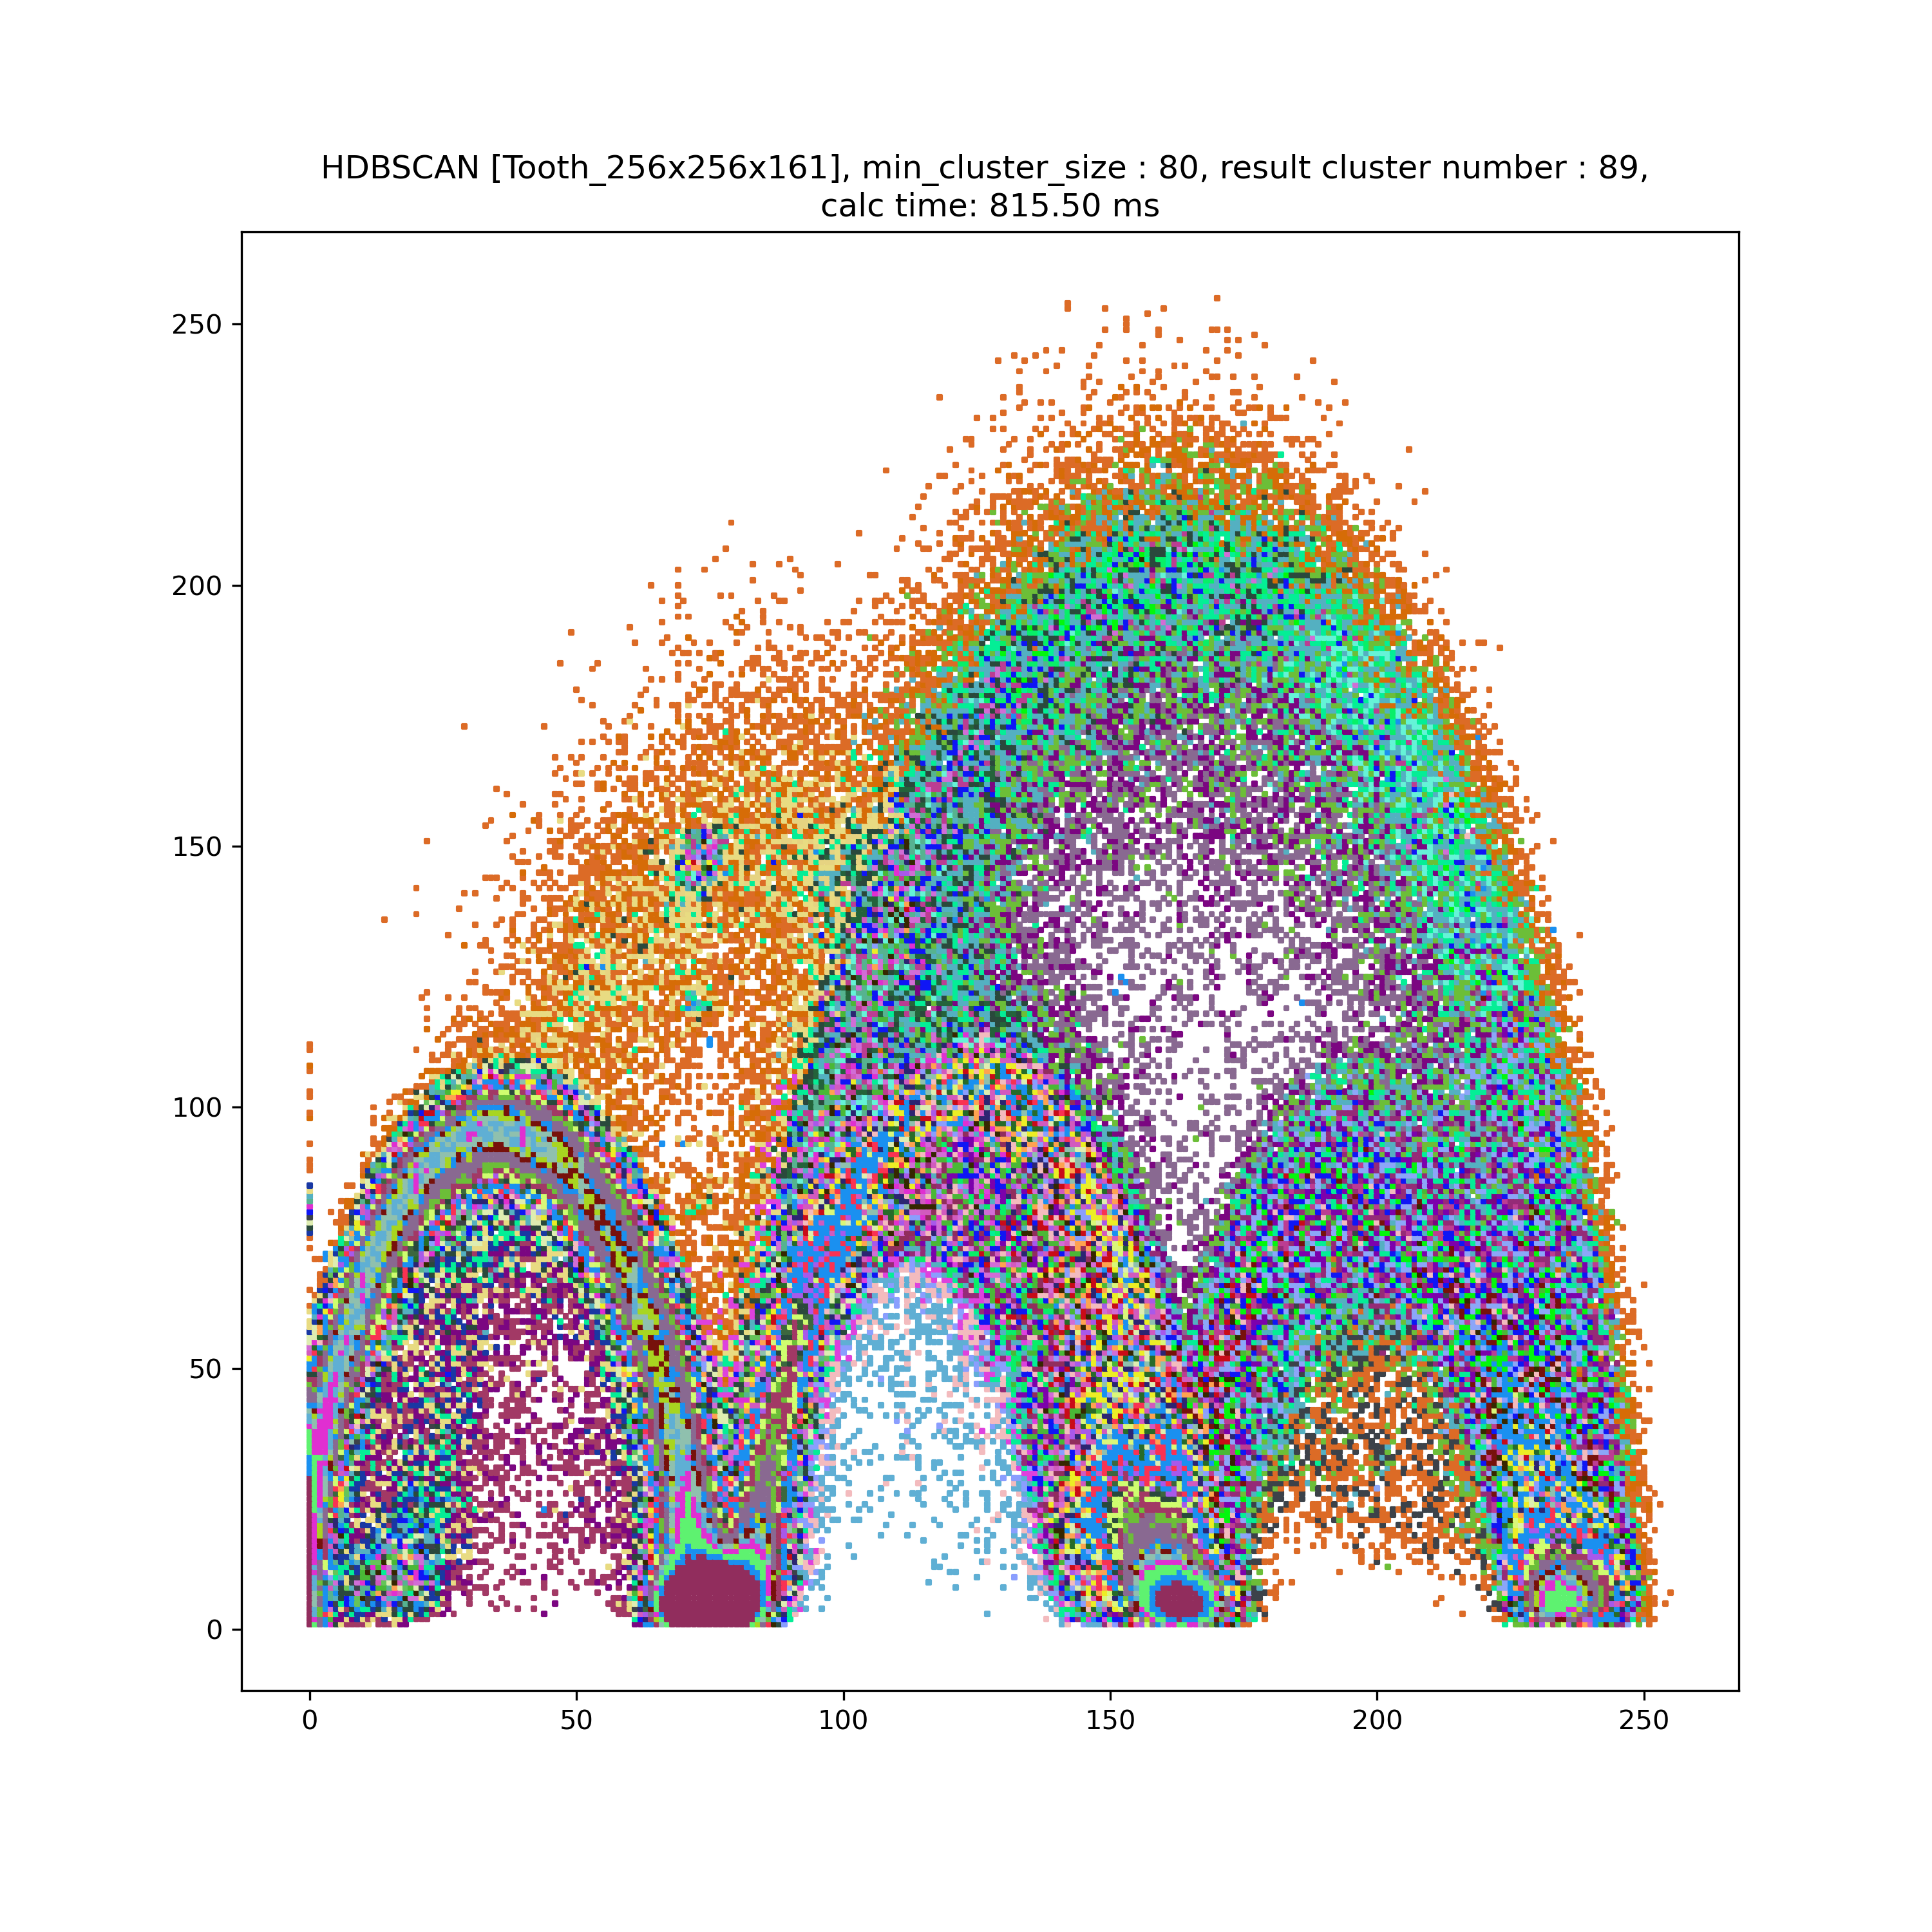 HDBSCAN [Tooth_256x256x161], min_cluster_size : 80, result cluster number : 89,
calc time: 815.50 ms
250
200
150
100
50
0
0 50 100 150 200 250